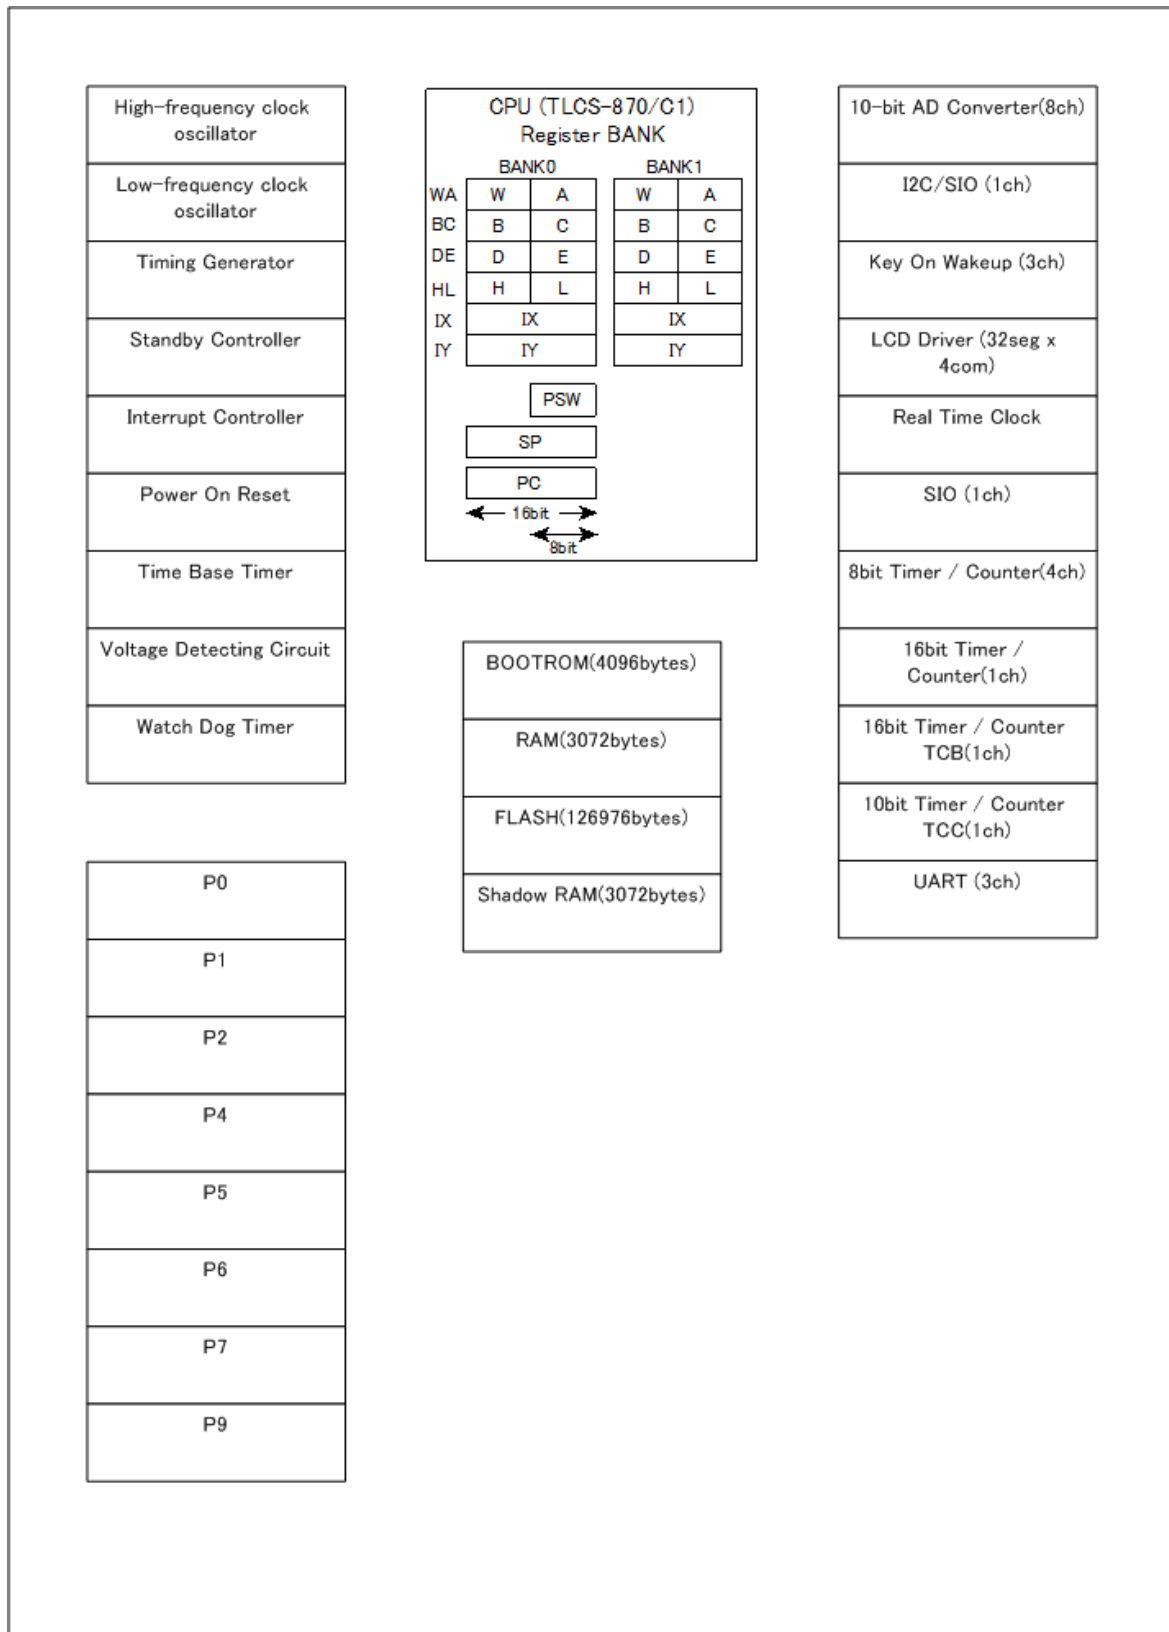 High-frequency clock
oscillator
Low-frequency clock
oscillator
Timing Generator
Standby Controller
Interrupt Controller
Power On Reset
Time Base Timer
Voltage Detecting Circuit
Watch Dog Timer
P0
P1
P2
P4
P5
P6
P7
P9
CPU (TLCS-870/C1)
Register BANK
BANK0 BANK1
WA W A W A
BC B C B C
DE D E D E
HL H L H L
IX IX IX
IY IY IY
PSW
SP
PC
16bit
8bit
BOOTROM(4096bytes)
RAM(3072bytes)
FLASH(126976bytes)
Shadow RAM(3072bytes)
10-bit AD Converter(8ch)
I2C/SIO (1ch)
Key On Wakeup (3ch)
LCD Driver (32seg x
4com)
Real Time Clock
SIO (1ch)
8bit Timer / Counter(4ch)
16bit Timer /
Counter(1ch)
16bit Timer / Counter
TCB(1ch)
10bit Timer / Counter
TCC(1ch)
UART (3ch)